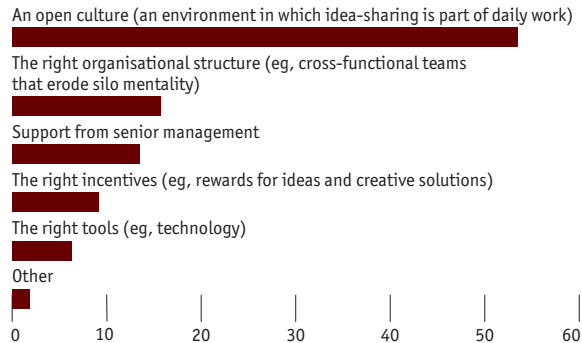 An open culture (an environment in which idea-sharing is part of daily work)
The right organisational structure (eg, cross-functional teams
that erode silo mentality)
Support from senior management
The right incentives (eg, rewards for ideas and creative solutions)
The right tools (eg, technology)
Other
0 10 20 30 40 50 60